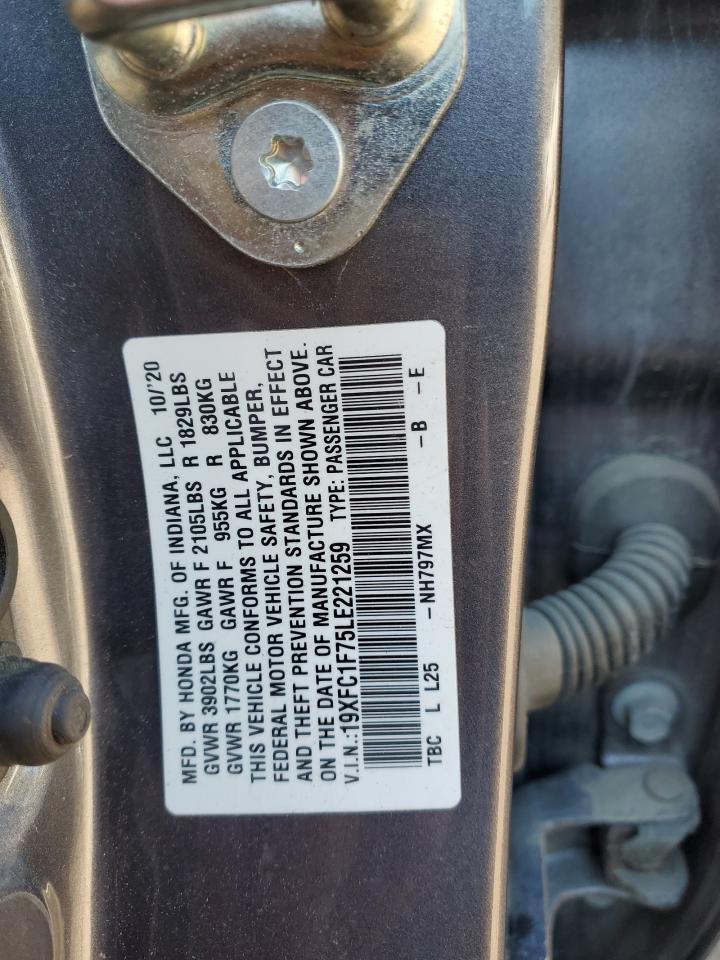 MFD. BY HONDA MFG. OF INDIANA, LLC 10/'20
GVWR 3902LBS GAWR F 2105LBS R 1829LBS
GVWR 1770KG GAWR F 955KG R 830KG
THIS VEHICLE CONFORMS TO ALL APPLICABLE
FEDERAL MOTOR VEHICLE SAFETY, BUMPER,
AND THEFT PREVENTION STANDARDS IN EFFECT
ON THE DATE OF MANUFACTURE SHOWN ABOVE.
V.I.N.:19XFC1F75LE221259 TYPE: PASSENGER CAR
TBC L L25 - NH797MX - B - E